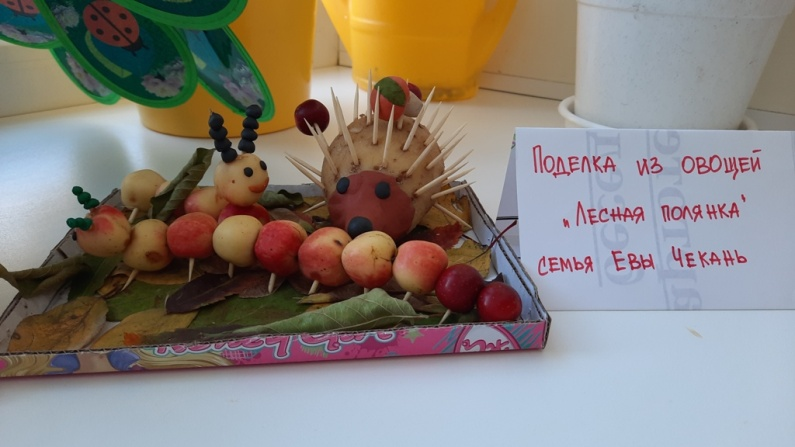 Поделка из овощей
„Лесная полянка"
семья Евы Чекань